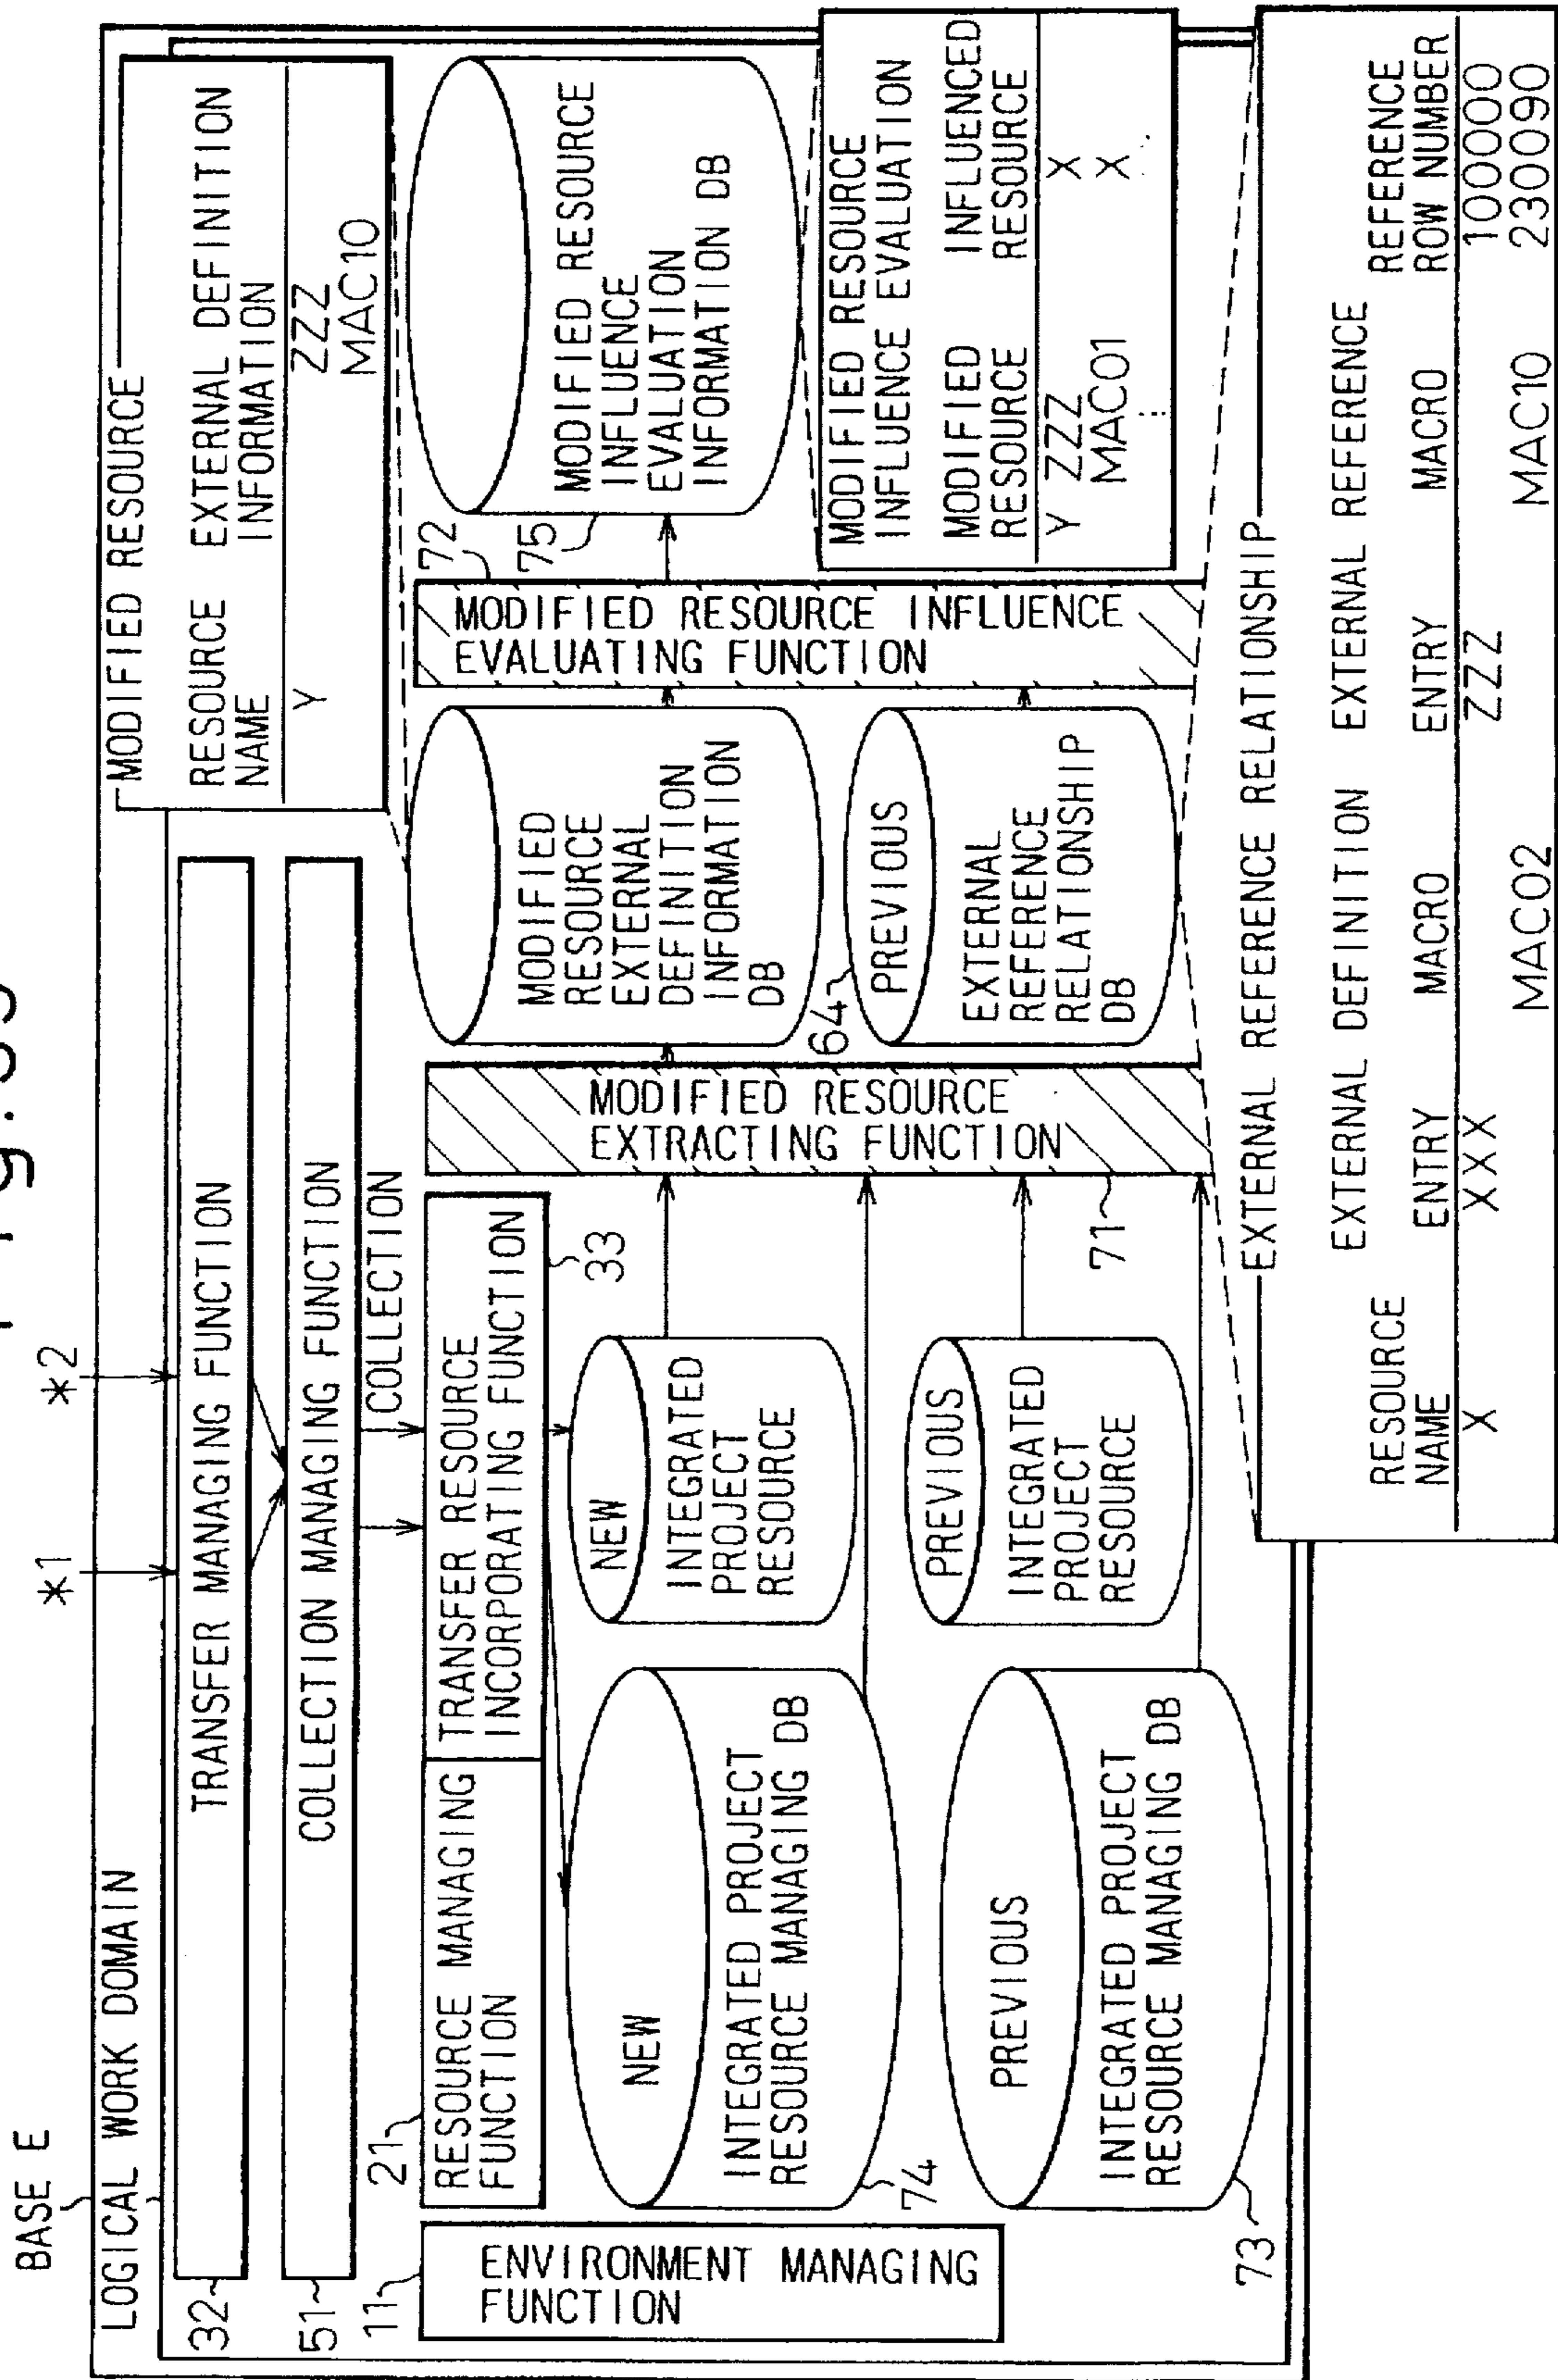 BASE E
LOGICAL WORK DOMAIN
*1
*2
32
TRANSFER MANAGING FUNCTION
51
COLLECTION MANAGING FUNCTION
COLLECTION
11
ENVIRONMENT MANAGING
FUNCTION
21
RESOURCE MANAGING
FUNCTION
TRANSFER RESOURCE
INCORPORATING FUNCTION
33
NEW
INTEGRATED PROJECT
RESOURCE MANAGING DB
74
NEW
INTEGRATED
PROJECT
RESOURCE
PREVIOUS
INTEGRATED PROJECT
RESOURCE MANAGING DB
73
PREVIOUS
INTEGRATED
PROJECT
RESOURCE
MODIFIED RESOURCE
EXTRACTING FUNCTION
71
MODIFIED
RESOURCE
EXTERNAL
DEFINITION
INFORMATION
DB
64
PREVIOUS
EXTERNAL
REFERENCE
RELATIONSHIP
DB
MODIFIED RESOURCE INFLUENCE
EVALUATING FUNCTION
72
75
MODIFIED RESOURCE
INFLUENCE
EVALUATION
INFORMATION DB
MODIFIED RESOURCE
RESOURCE EXTERNAL DEFINITION
NAME INFORMATION
Y ZZZ
MAC10
MODIFIED RESOURCE
INFLUENCE EVALUATION
MODIFIED INFLUENCED
RESOURCE RESOURCE
Y ZZZ X
MAC01 X
EXTERNAL REFERENCE RELATIONSHIP
EXTERNAL DEFINITION EXTERNAL REFERENCE
RESOURCE REFERENCE
NAME ENTRY MACRO ENTRY MACRO ROW NUMBER
X XXX ZZZ 100000
MAC02 MAC10 230090